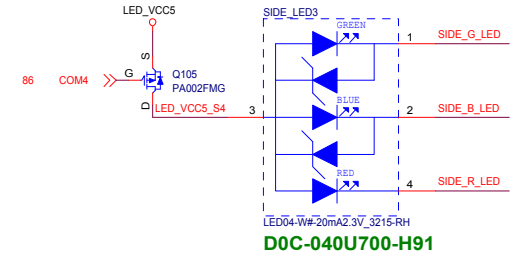 LED_VCC5
SIDE_LED3
GREEN
1 SIDE_G_LED
S
86 COM4 G Q105
PA002FMG
BLUE
D LED_VCC5_S4 3 2 SIDE_B_LED
RED
4 SIDE_R_LED
LED04-W#-20mA2.3V_3215-RH
D0C-040U700-H91